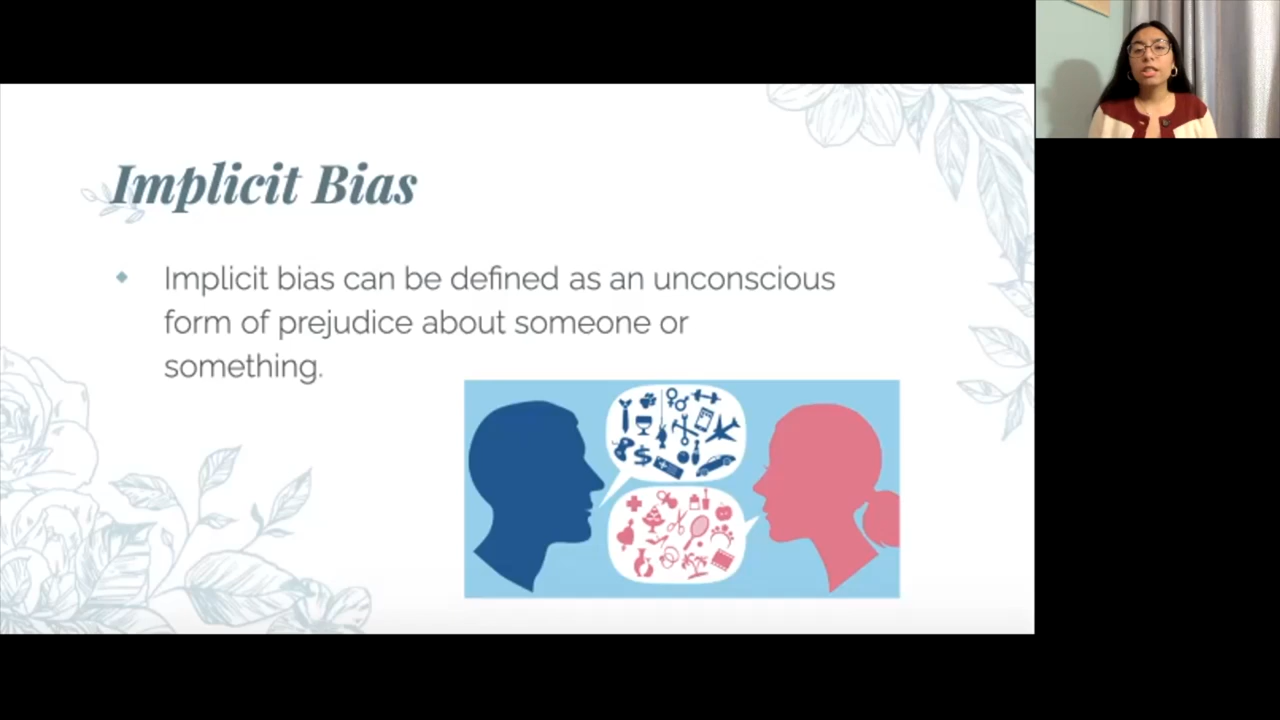 Implicit Bias
Implicit bias can be defined as an unconscious
form of prejudice about someone or
something.